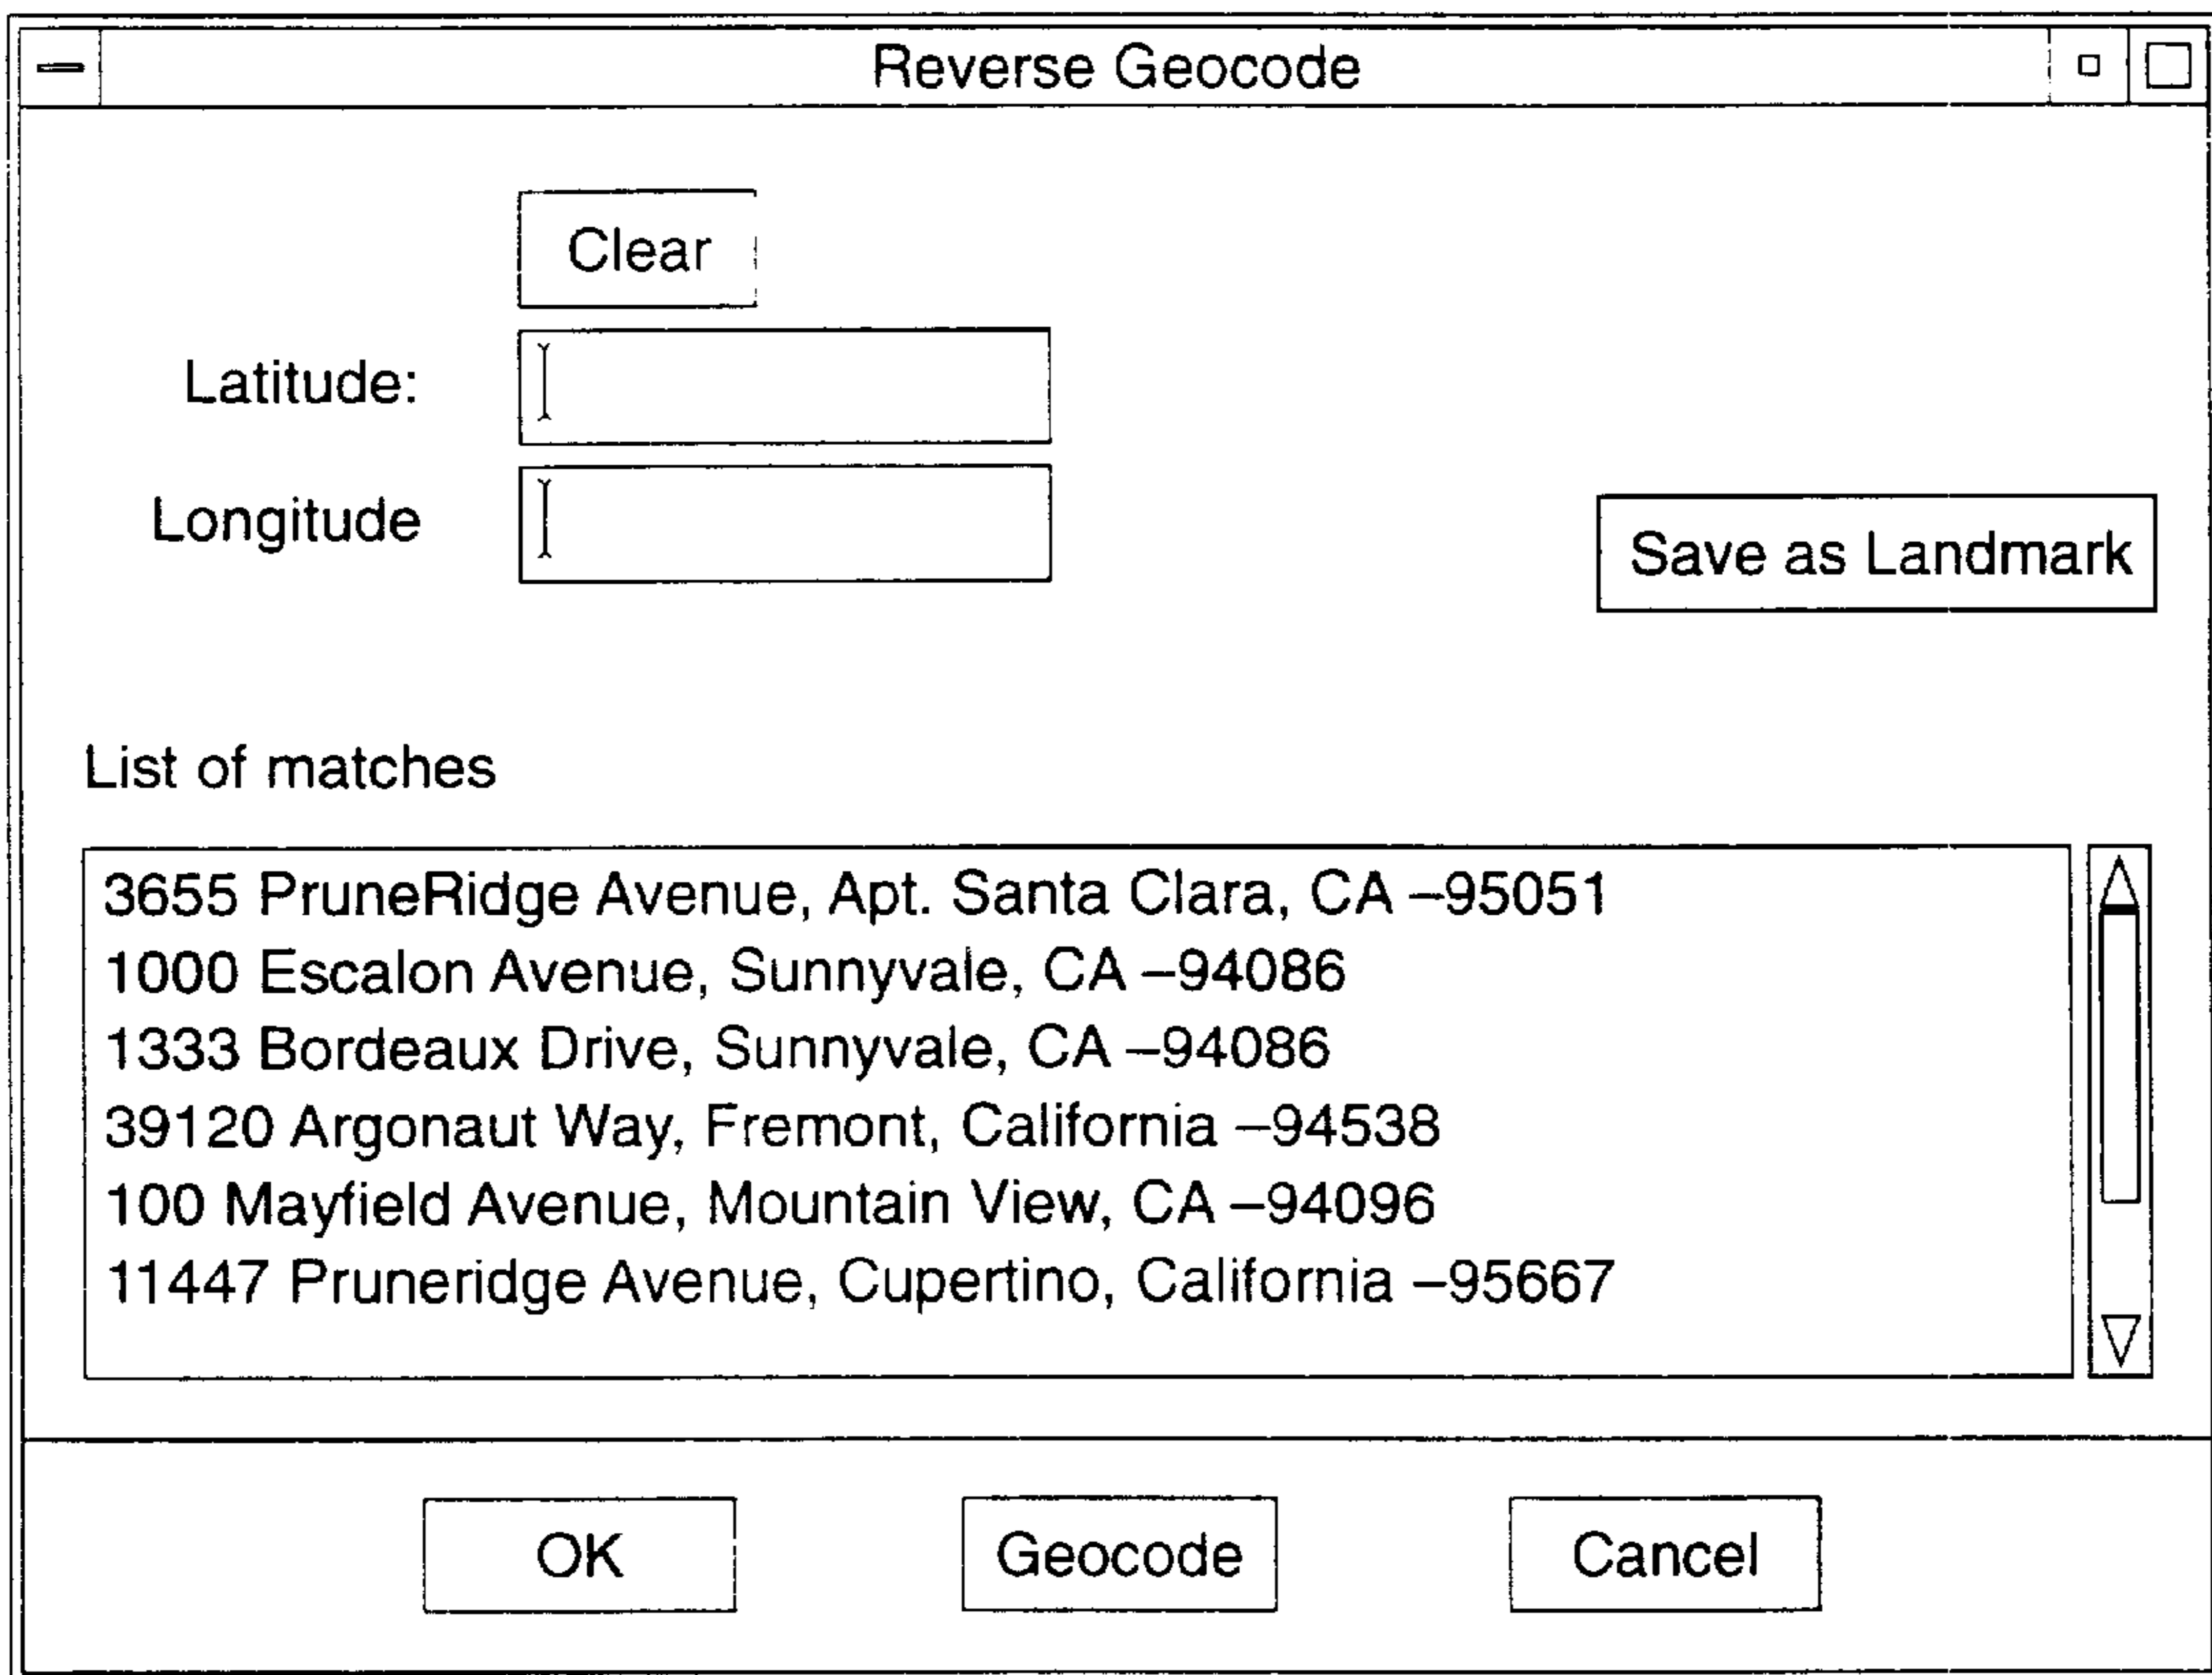 Reverse Geocode
Clear
Latitude:
Longitude
Save as Landmark
List of matches
3655 PruneRidge Avenue, Apt. Santa Clara, CA –95051
1000 Escalon Avenue, Sunnyvale, CA –94086
1333 Bordeaux Drive, Sunnyvale, CA –94086
39120 Argonaut Way, Fremont, California –94538
100 Mayfield Avenue, Mountain View, CA –94096
11447 Pruneridge Avenue, Cupertino, California –95667
OK
Geocode
Cancel